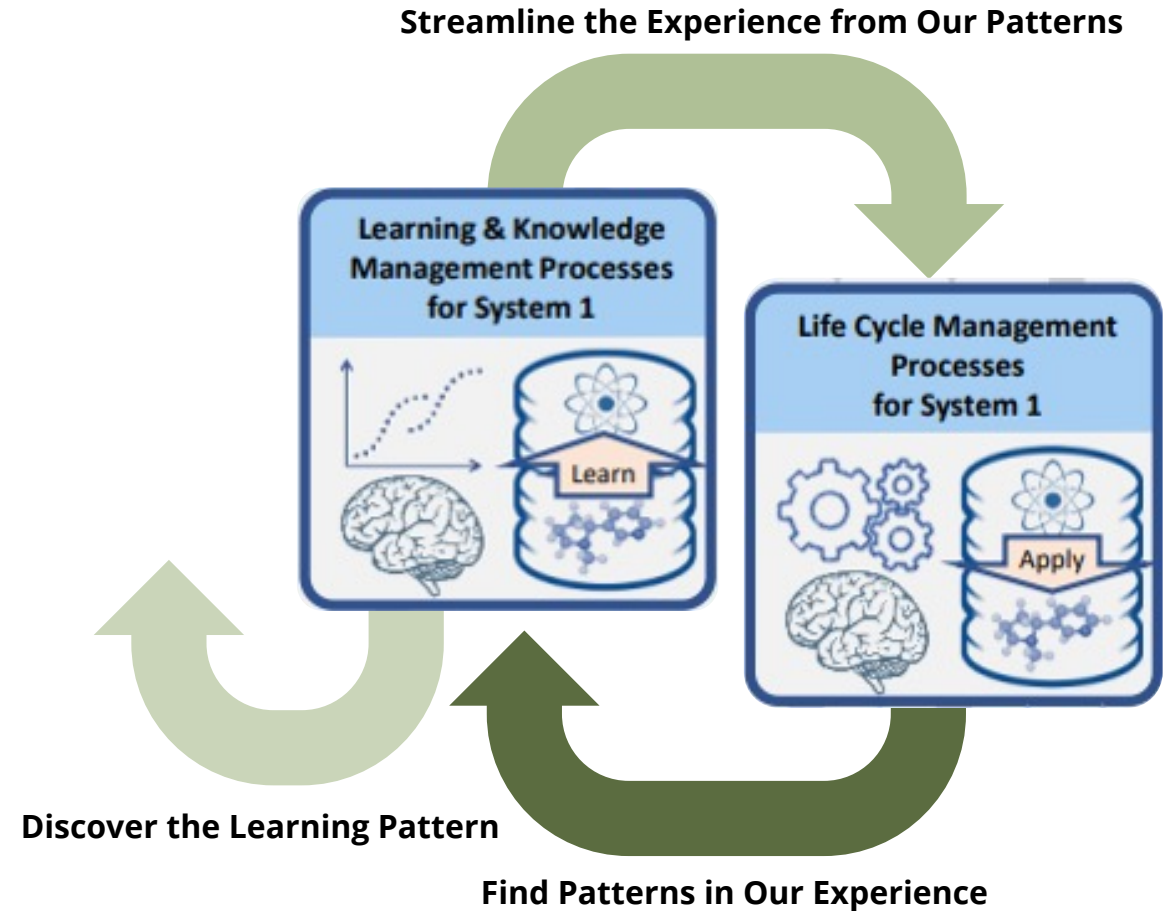 Streamline the Experience from Our Patterns
Learning & Knowledge
Management Processes
for System 1
Learn
Life Cycle Management
Processes
for System 1
Apply
Discover the Learning Pattern
Find Patterns in Our Experience